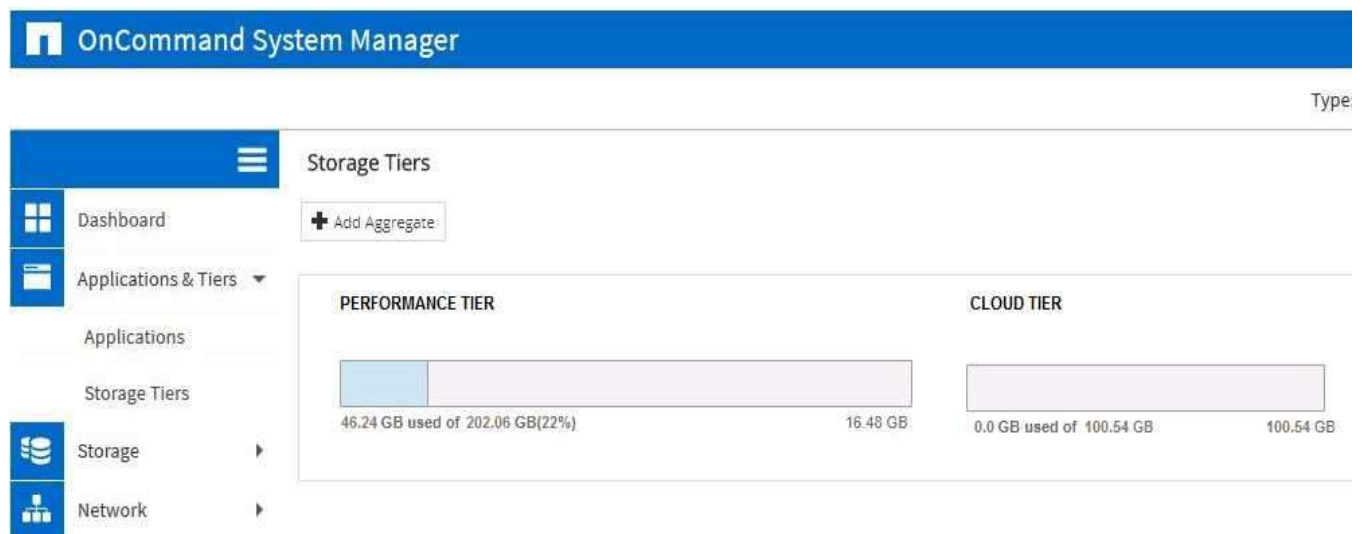 OnCommand System Manager
Type:
Storage Tiers
Add Aggregate
Dashboard
Applications & Tiers
Applications
Storage Tiers
Storage
Network
PERFORMANCE TIER
46.24 GB used of 202.06 GB(22%)
16.48 GB
CLOUD TIER
0.0 GB used of 100.54 GB
100.54 GB